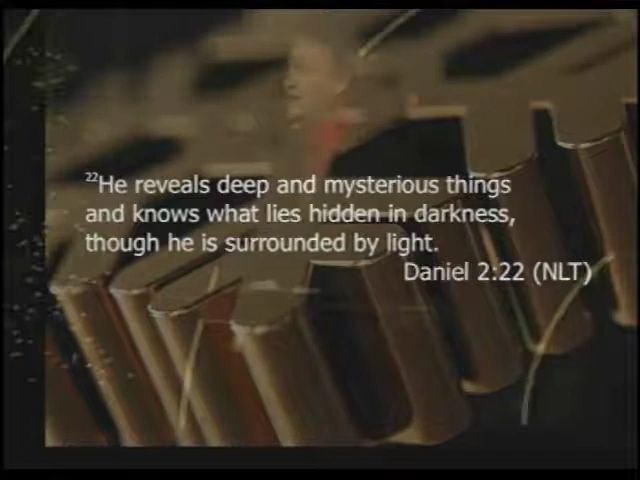 ²²He reveals deep and mysterious things
and knows what lies hidden in darkness,
though he is surrounded by light.
Daniel 2:22 (NLT)